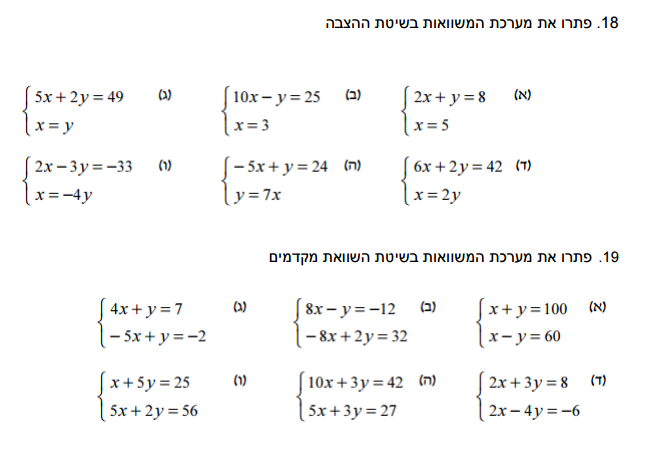 18. פתרו את מערכת המשוואות בשיטת ההצבה
(א) 2x + y = 8
x = 5
(ב) 10x − y = 25
x = 3
(ג) 5x + 2y = 49
x = y
(ד) 6x + 2y = 42
x = 2y
(ה) −5x + y = 24
y = 7x
(ו) 2x − 3y = −33
x = −4y
19. פתרו את מערכת המשוואות בשיטת השוואת מקדמים
(א) x + y = 100
x − y = 60
(ב) 8x − y = −12
−8x + 2y = 32
(ג) 4x + y = 7
−5x + y = −2
(ד) 2x + 3y = 8
2x − 4y = −6
(ה) 10x + 3y = 42
5x + 3y = 27
(ו) x + 5y = 25
5x + 2y = 56